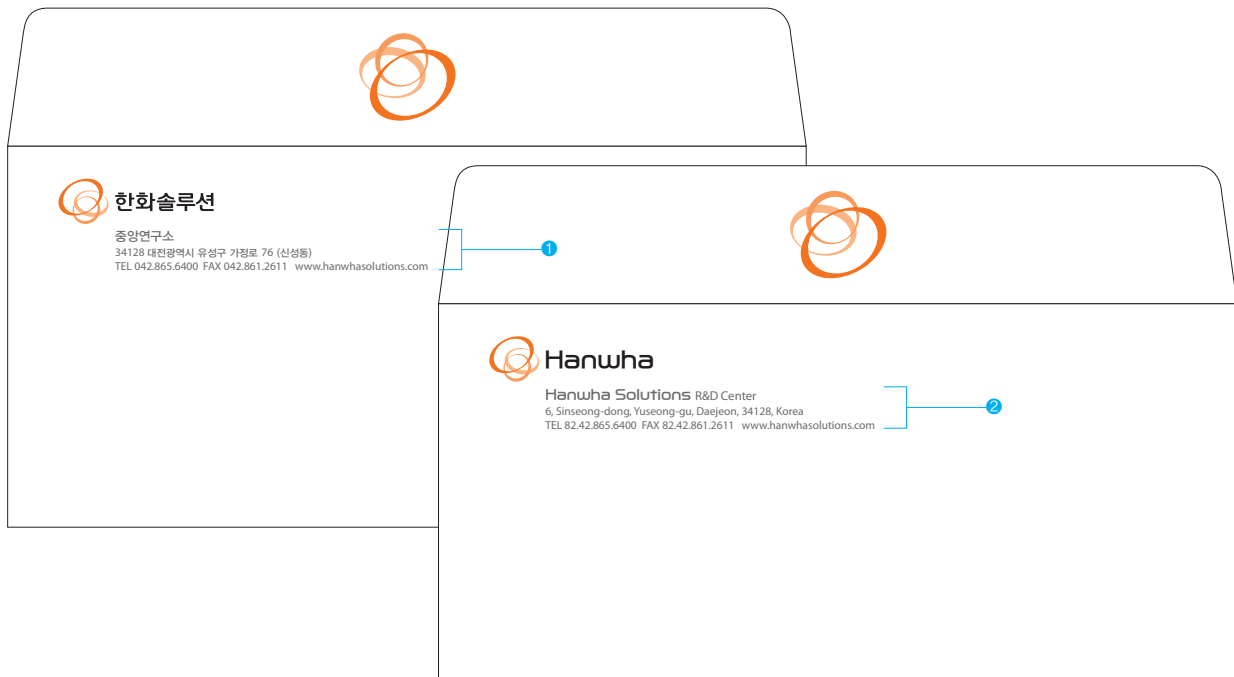 한화솔루션
중앙연구소
34128 대전광역시 유성구 가정로 76 (신성동)
TEL 042.865.6400 FAX 042.861.2611 www.hanwhasolutions.com
1
Hanwha
Hanwha Solutions R&D Center
6, Sinseong-dong, Yuseong-gu, Daejeon, 34128, Korea
TEL 82.42.865.6400 FAX 82.42.861.2611 www.hanwhasolutions.com
2